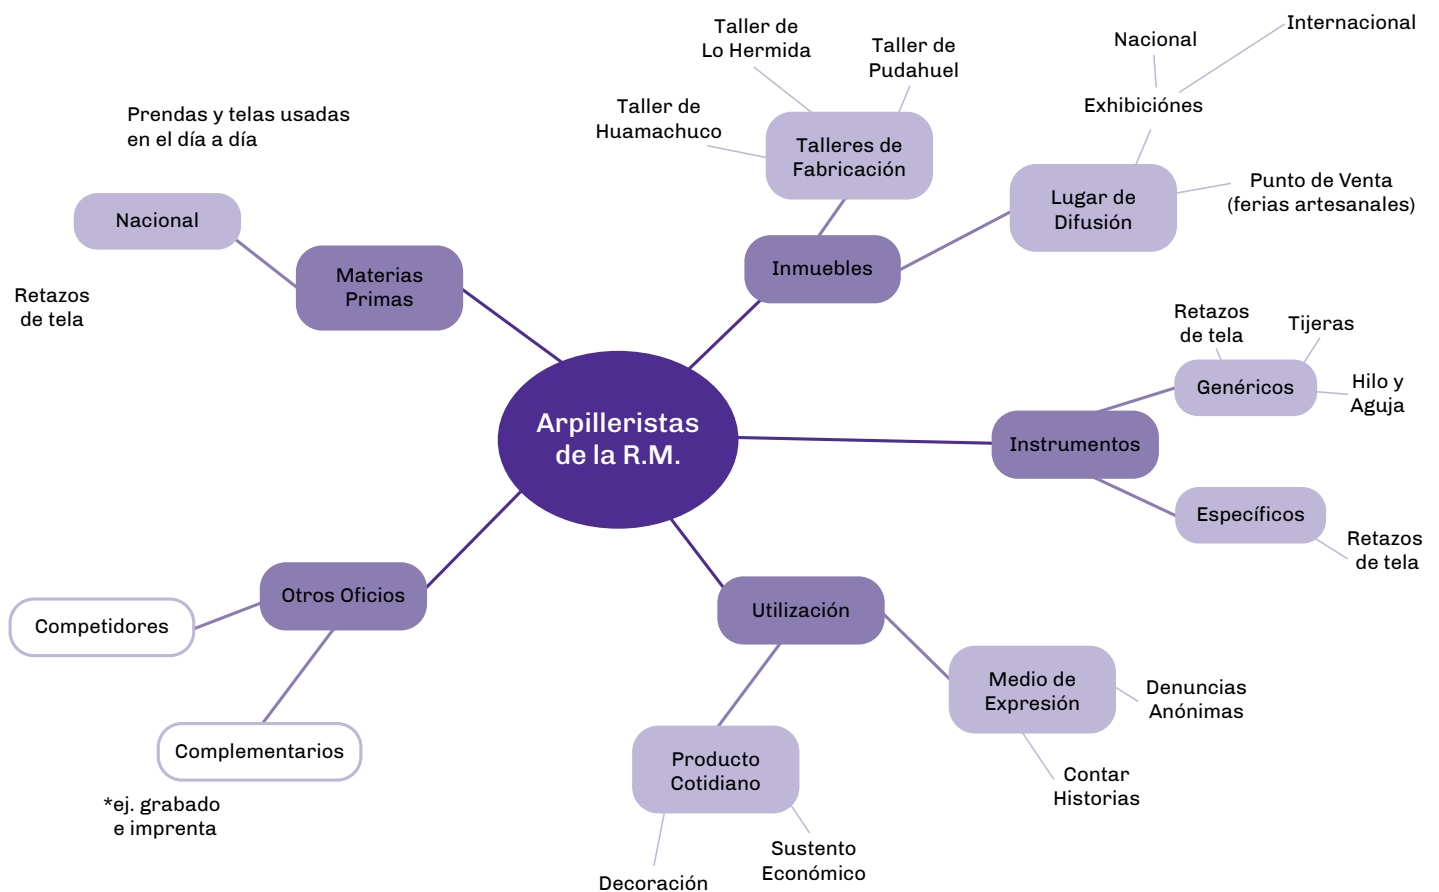 Arpilleristas
de la R.M.
Materias
Primas
Nacional
Prendas y telas usadas
en el día a día
Retazos
de tela
Inmuebles
Talleres de
Fabricación
Taller de
Huamachuco
Taller de
Lo Hermida
Taller de
Pudahuel
Lugar de
Difusión
Exhibiciónes
Nacional
Internacional
Punto de Venta
(ferias artesanales)
Instrumentos
Genéricos
Retazos
de tela
Tijeras
Hilo y
Aguja
Específicos
Retazos
de tela
Utilización
Medio de
Expresión
Denuncias
Anónimas
Contar
Historias
Producto
Cotidiano
Sustento
Económico
Decoración
Otros Oficios
Competidores
Complementarios
*ej. grabado
e imprenta